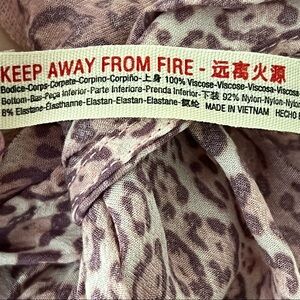 KEEP AWAY FROM FIRE - 远离火源
Bodice-Corps-Corpete-Corpino-Corpiño-上身 100% Viscose-Viscose-Viscosa-Viscosa
Bottom-Bas-Peça Inferior-Parte Inferiore-Prenda Inferior-下装 92% Nylon-Nylon-Nylon
8% Elastane-Élasthanne-Elastan-Elastan-Elastane-氨纶 MADE IN VIETNAM HECHO